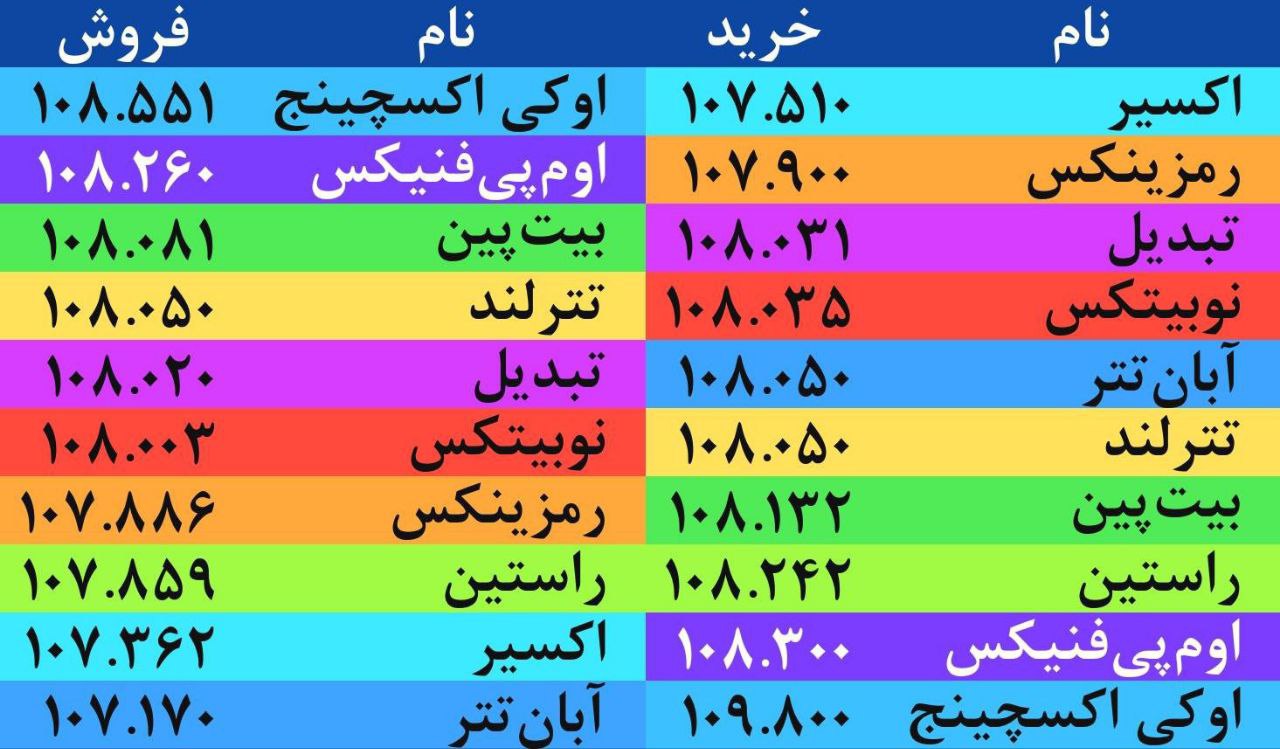 نام خرید نام فروش
اکسیر ۱۰۷.۵۱۰ اوکی اکسچینج ۱۰۸.۵۵۱
رمزینکس ۱۰۷.۹۰۰ اوم‌پی‌فنیکس ۱۰۸.۲۶۰
تبدیل ۱۰۸.۰۳۱ بیت‌پین ۱۰۸.۰۸۱
نوبیتکس ۱۰۸.۰۳۵ تترلند ۱۰۸.۰۵۰
آبان‌تتر ۱۰۸.۰۵۰ تبدیل ۱۰۸.۰۲۰
تترلند ۱۰۸.۰۵۰ نوبیتکس ۱۰۸.۰۰۳
بیت‌پین ۱۰۸.۱۳۲ رمزینکس ۱۰۷.۸۸۶
راستین ۱۰۸.۲۴۲ راستین ۱۰۷.۸۵۹
اوم‌پی‌فنیکس ۱۰۸.۳۰۰ اکسیر ۱۰۷.۳۶۲
اوکی اکسچینج ۱۰۹.۸۰۰ آبان‌تتر ۱۰۷.۱۷۰